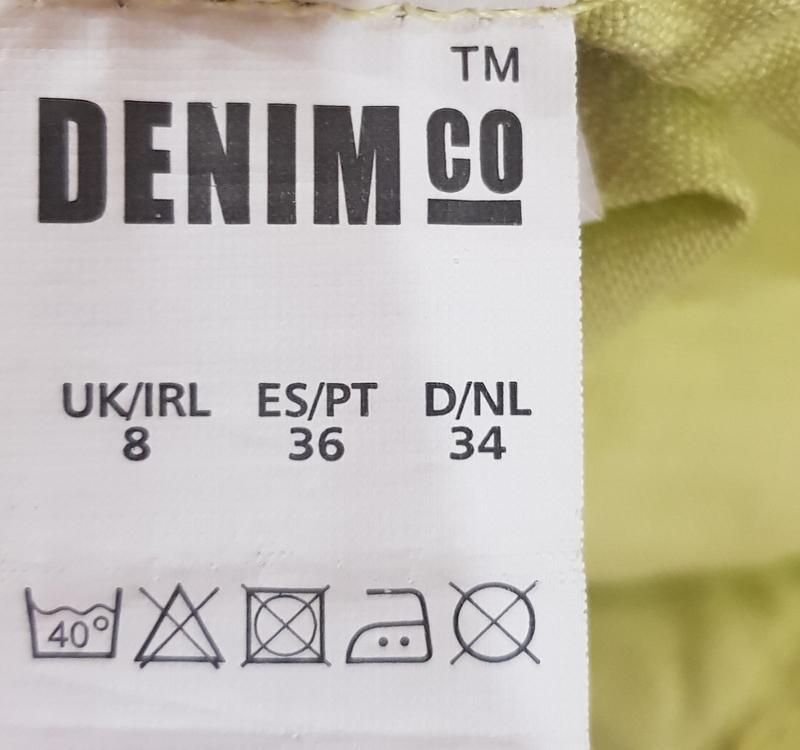 TM
DENIM CO
UK/IRL ES/PT D/NL
8 36 34
40°